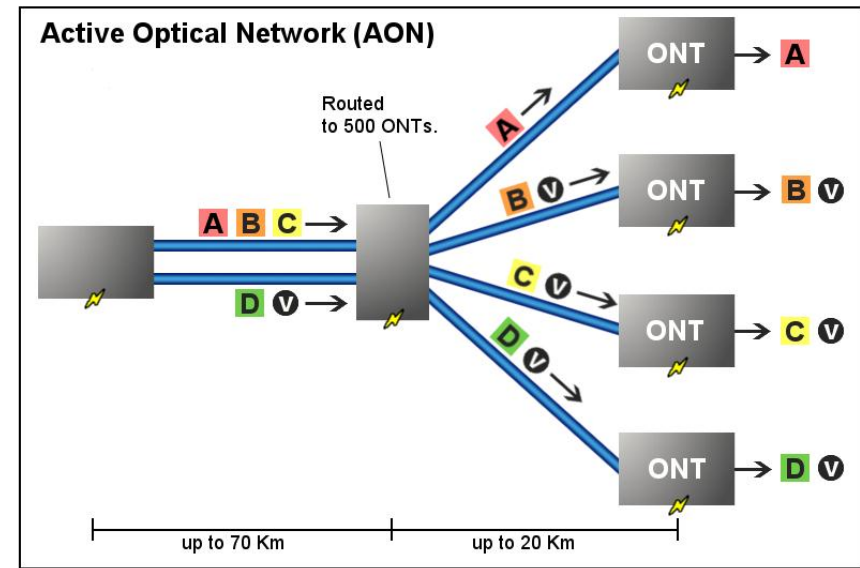 Active Optical Network (AON)
Routed
to 500 ONTs.
A B C
D V
A
B V
C V
D V
ONT
A
ONT
B V
ONT
C V
ONT
D V
up to 70 Km
up to 20 Km